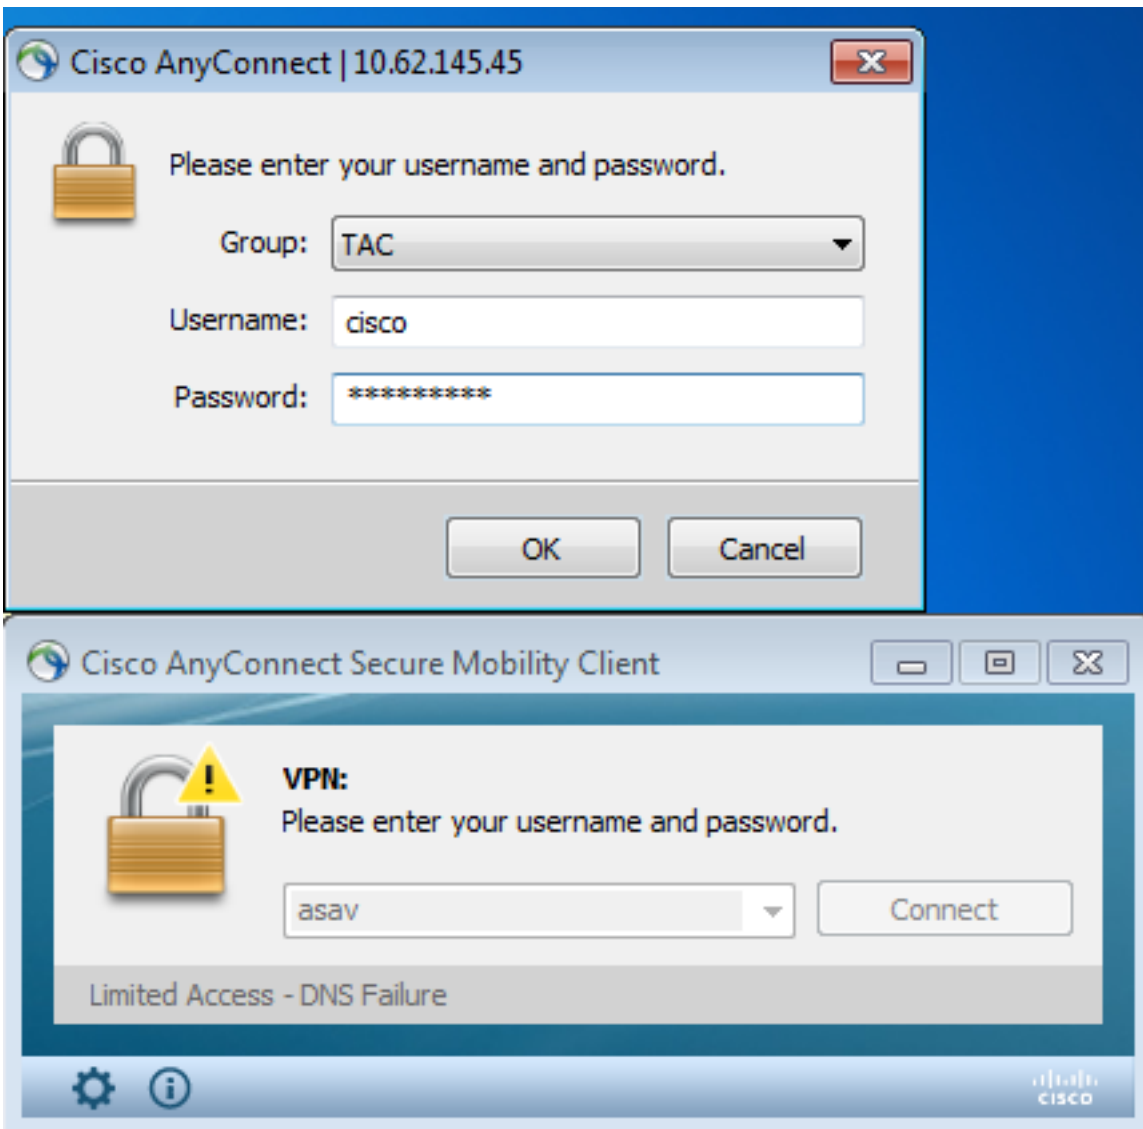 Cisco AnyConnect | 10.62.145.45
Please enter your username and password.
Group: TAC
Username: cisco
Password: *********
OK Cancel
Cisco AnyConnect Secure Mobility Client
VPN:
Please enter your username and password.
asav Connect
Limited Access - DNS Failure
CISCO